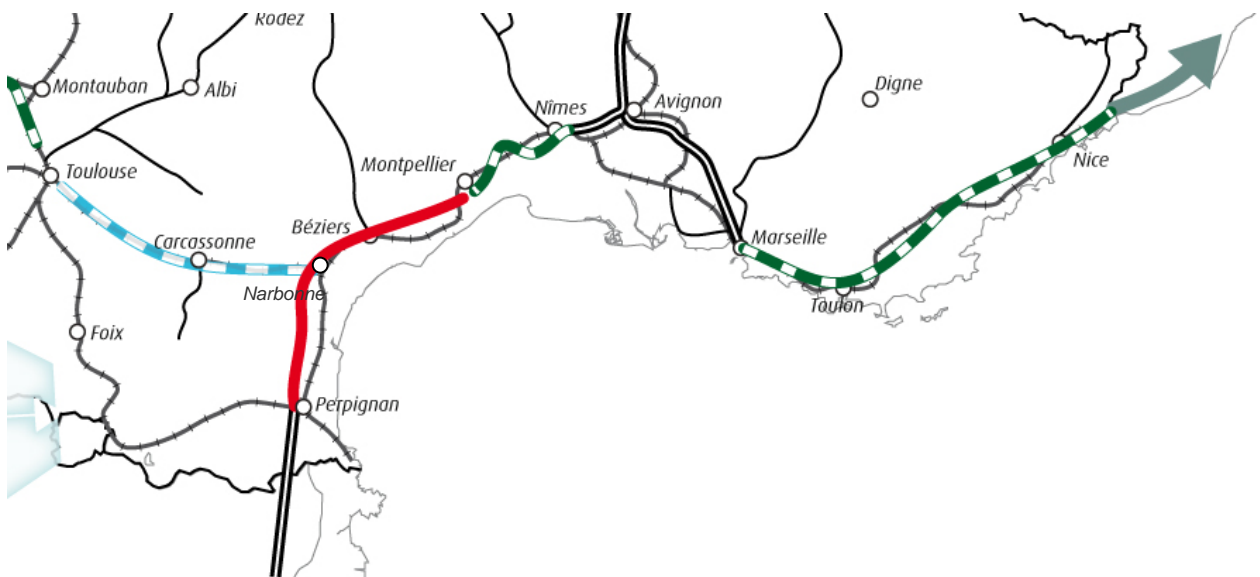 Rodez
Montauban
Albi
Digne
Nîmes
Avignon
Toulouse
Montpellier
Nice
Béziers
Carcassonne
Marseille
Narbonne
Toulon
Foix
Perpignan